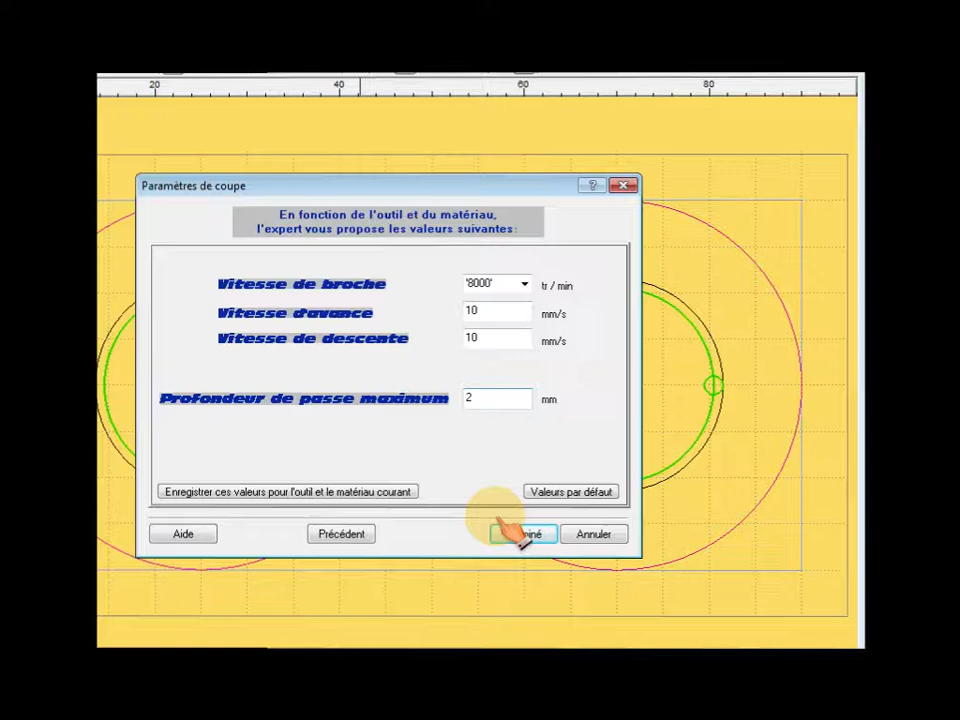 20 40 60 80
Paramètres de coupe
En fonction de l'outil et du matériau,
l'expert vous propose les valeurs suivantes:
Vitesse de broche '8000' tr / min
Vitesse d'avance 10 mm/s
Vitesse de descente 10 mm/s
Profondeur de passe maximum 2 mm
Enregistrer ces valeurs pour l'outil et le matériau courant Valeurs par défaut
Aide Précédent Annuler